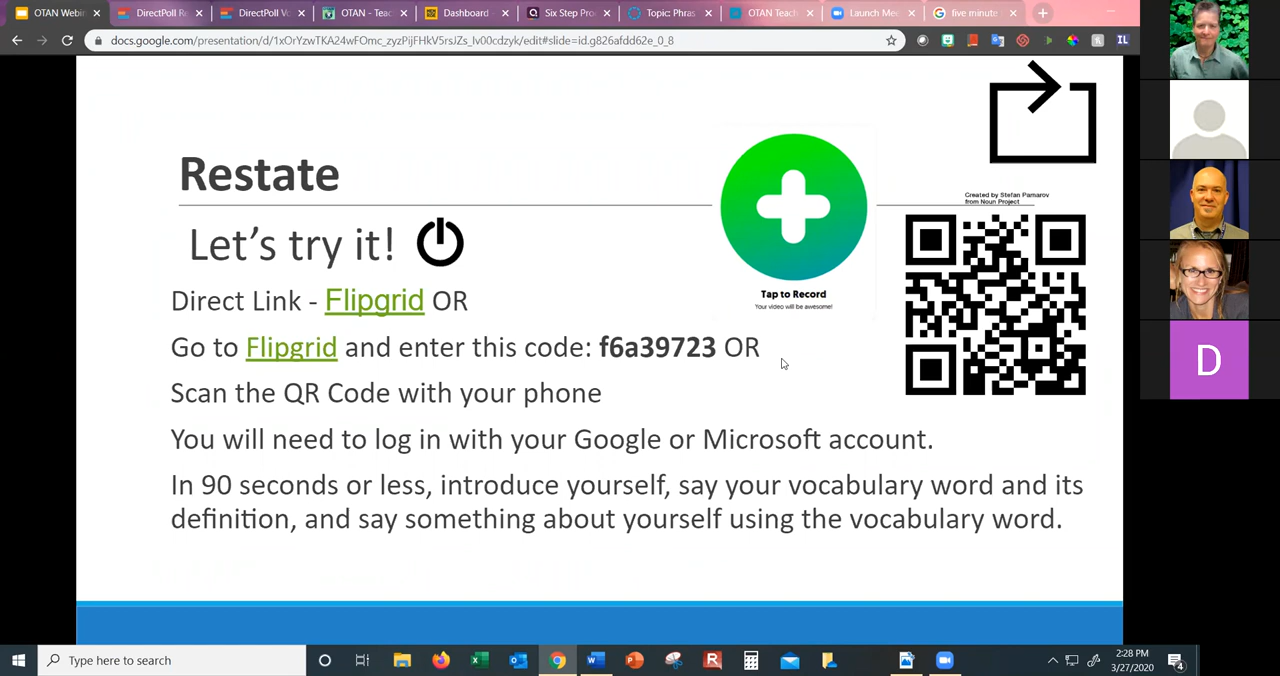 OTAN Webin
DirectPoll R
DirectPoll Vo
OTAN - Teac
Dashboard
Six Step Pro
Topic: Phras
OTAN Teach
Launch Mee
five minute
docs.google.com/presentation/d/1xOrYzwTKA24wFOmc_zyzPijFHkV5rsJZs_lv00cdzyk/edit#slide=id.g826afdd62e_0_8
IL
Restate
Created by Stefan Parnarov
from Noun Project
Let's try it!
Tap to Record
Your video will be awesome!
Direct Link - Flipgrid OR
Go to Flipgrid and enter this code: f6a39723 OR
Scan the QR Code with your phone
You will need to log in with your Google or Microsoft account.
In 90 seconds or less, introduce yourself, say your vocabulary word and its
definition, and say something about yourself using the vocabulary word.
D
Type here to search
2:28 PM
3/27/2020
4